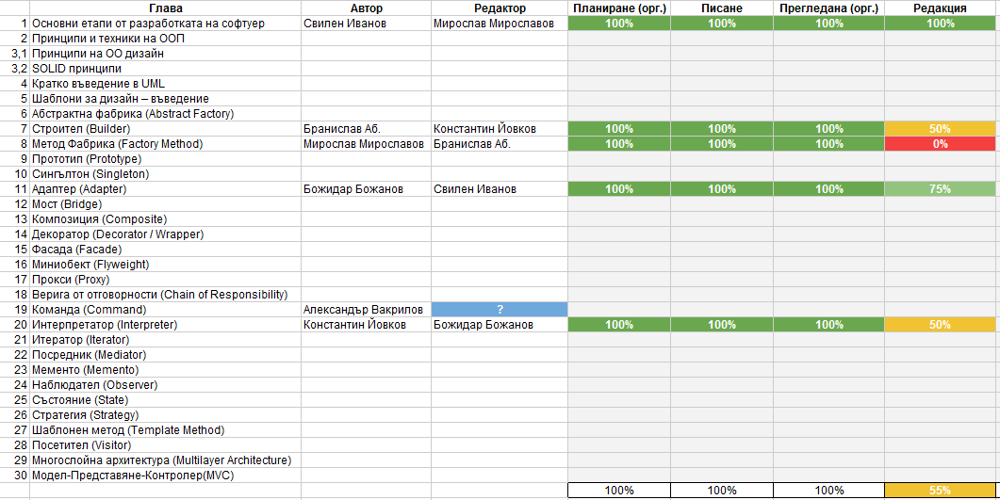 Глава Автор Редактор Планиране (орг.) Писане Прегледана (орг.) Редакция
1 Основни етапи от разработката на софтуер Свилен Иванов Мирослав Мирославов 100% 100% 100% 100%
2 Принципи и техники на ООП
3,1 Принципи на ОО дизайн
3,2 SOLID принципи
4 Кратко въведение в UML
5 Шаблони за дизайн – въведение
6 Абстрактна фабрика (Abstract Factory)
7 Строител (Builder) Бранислав Аб. Константин Йовков 100% 100% 100% 50%
8 Метод Фабрика (Factory Method) Мирослав Мирославов Бранислав Аб. 100% 100% 100% 0%
9 Прототип (Prototype)
10 Сингълтон (Singleton)
11 Адаптер (Adapter) Божидар Божанов Свилен Иванов 100% 100% 100% 75%
12 Мост (Bridge)
13 Композиция (Composite)
14 Декоратор (Decorator / Wrapper)
15 Фасада (Facade)
16 Миниобект (Flyweight)
17 Прокси (Proxy)
18 Верига от отговорности (Chain of Responsibility)
19 Команда (Command) Александър Вакрилов ?
20 Интерпретатор (Interpreter) Константин Йовков Божидар Божанов 100% 100% 100% 50%
21 Итератор (Iterator)
22 Посредник (Mediator)
23 Мементо (Memento)
24 Наблюдател (Observer)
25 Състояние (State)
26 Стратегия (Strategy)
27 Шаблонен метод (Template Method)
28 Посетител (Visitor)
29 Многослойна архитектура (Multilayer Architecture)
30 Модел-Представяне-Контролер(MVC)
100% 100% 100% 55%